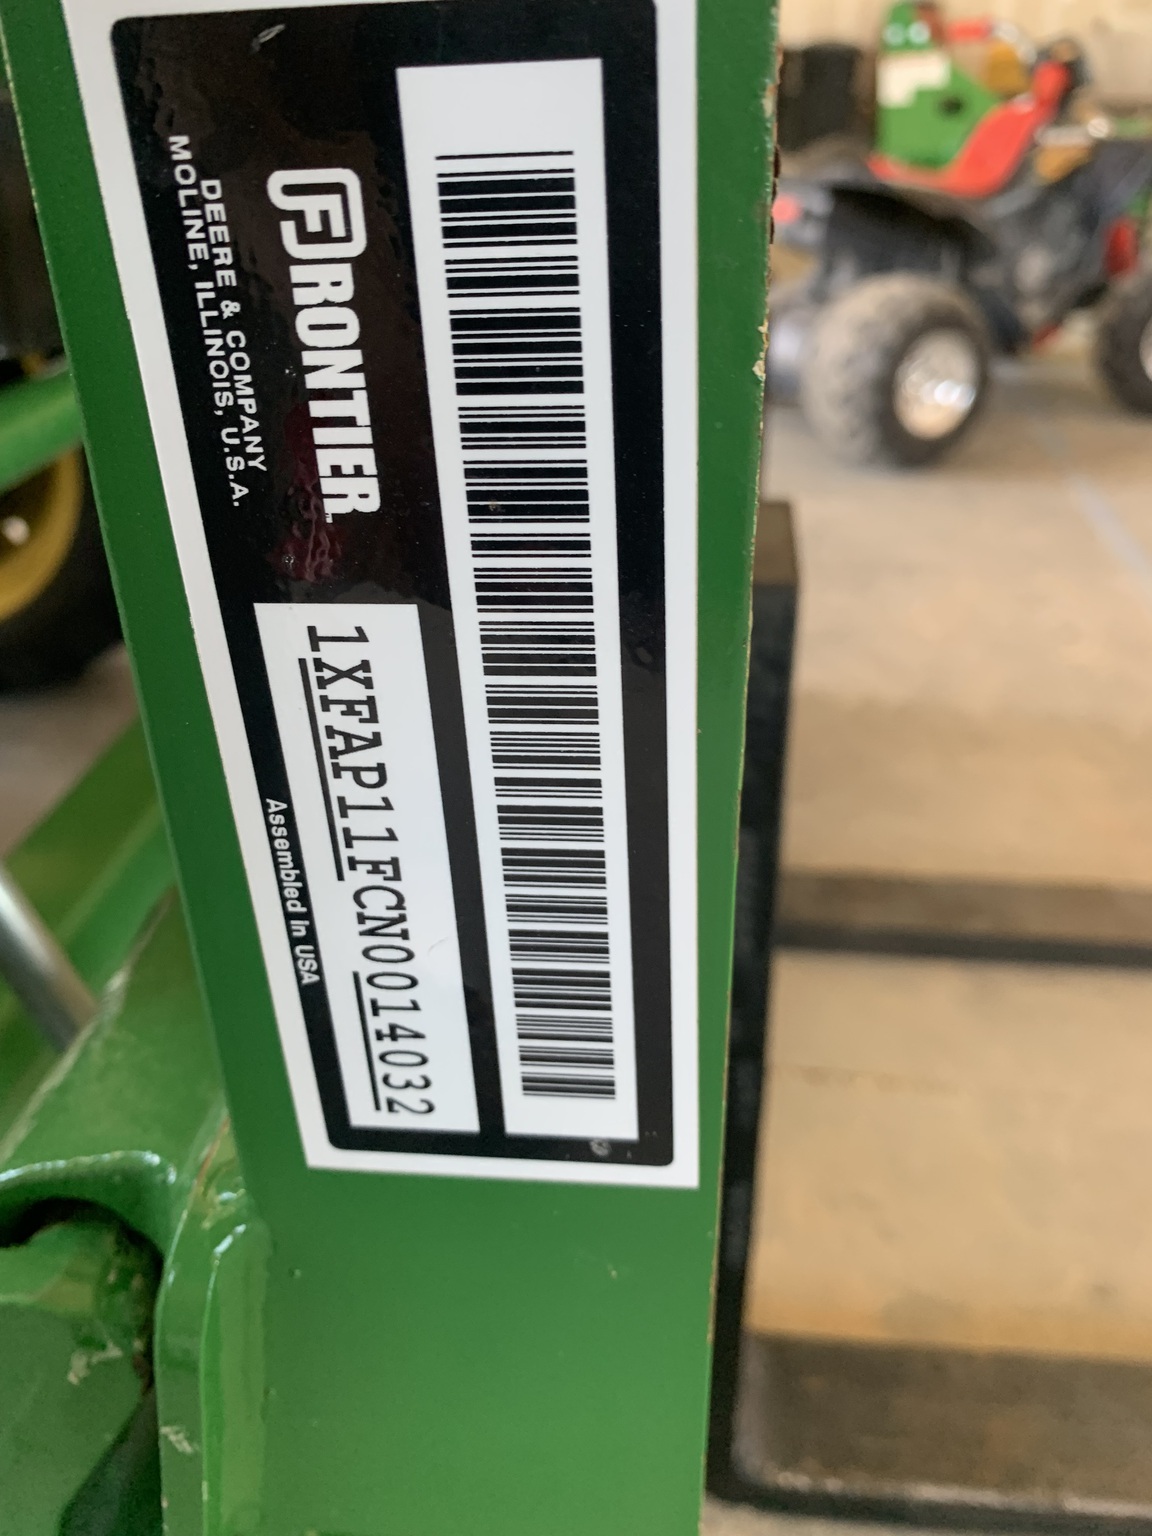 FRONTIER
DEERE & COMPANY
MOLINE, ILLINOIS, U.S.A.
1XFAP11FCN0014032
Assembled in USA